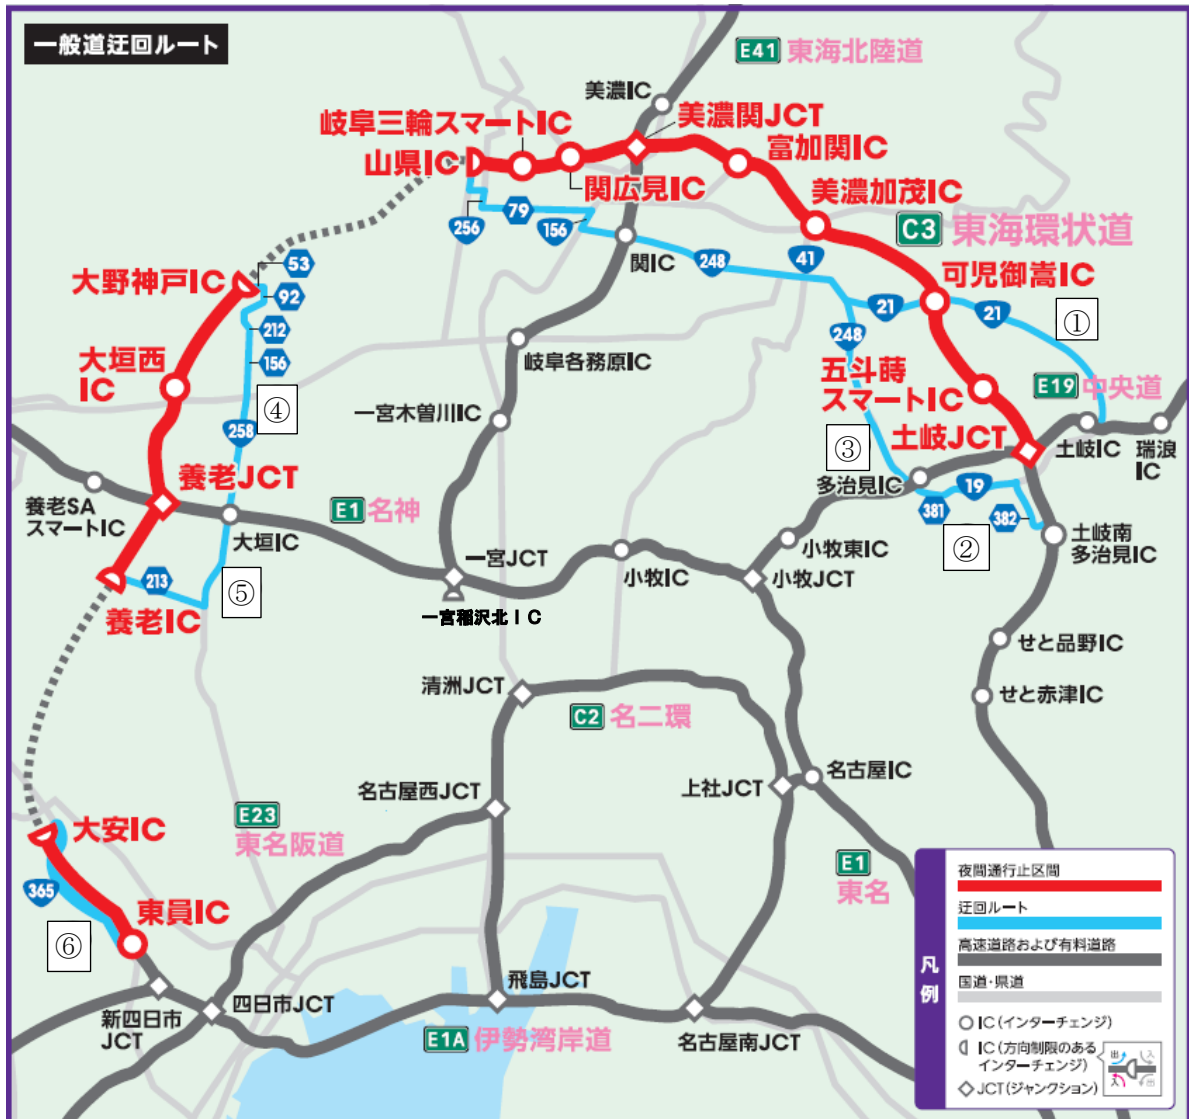 一般道迂回ルート
E41 東海北陸道
美濃IC
美濃関JCT
岐阜三輪スマートIC
富加関IC
山県IC
関広見IC
美濃加茂IC
79
256
156
C3 東海環状道
関IC
248
41
53
大野神戸IC
可児御嵩IC
92
21
21
①
212
248
大垣西
IC
156
岐阜各務原IC
五斗蒔
スマートIC
E19 中央道
④
一宮木曽川IC
258
土岐JCT
土岐IC
瑞浪
IC
③
養老JCT
多治見IC
養老SA
スマートIC
E1 名神
19
381
382
大垣IC
土岐南
多治見IC
②
一宮JCT
小牧IC
小牧東IC
小牧JCT
213
⑤
養老IC
一宮稲沢北IC
せと品野IC
清洲JCT
せと赤津IC
C2 名二環
名古屋IC
名古屋西JCT
上社JCT
E23
東名阪道
大安IC
E1
東名
365
東員IC
⑥
飛島JCT
四日市JCT
新四日市
JCT
E1A 伊勢湾岸道
名古屋南JCT
凡例
夜間通行止区間
迂回ルート
高速道路および有料道路
国道・県道
IC(インターチェンジ)
IC(方向制限のある
インターチェンジ)
出 入
入 出
JCT(ジャンクション)